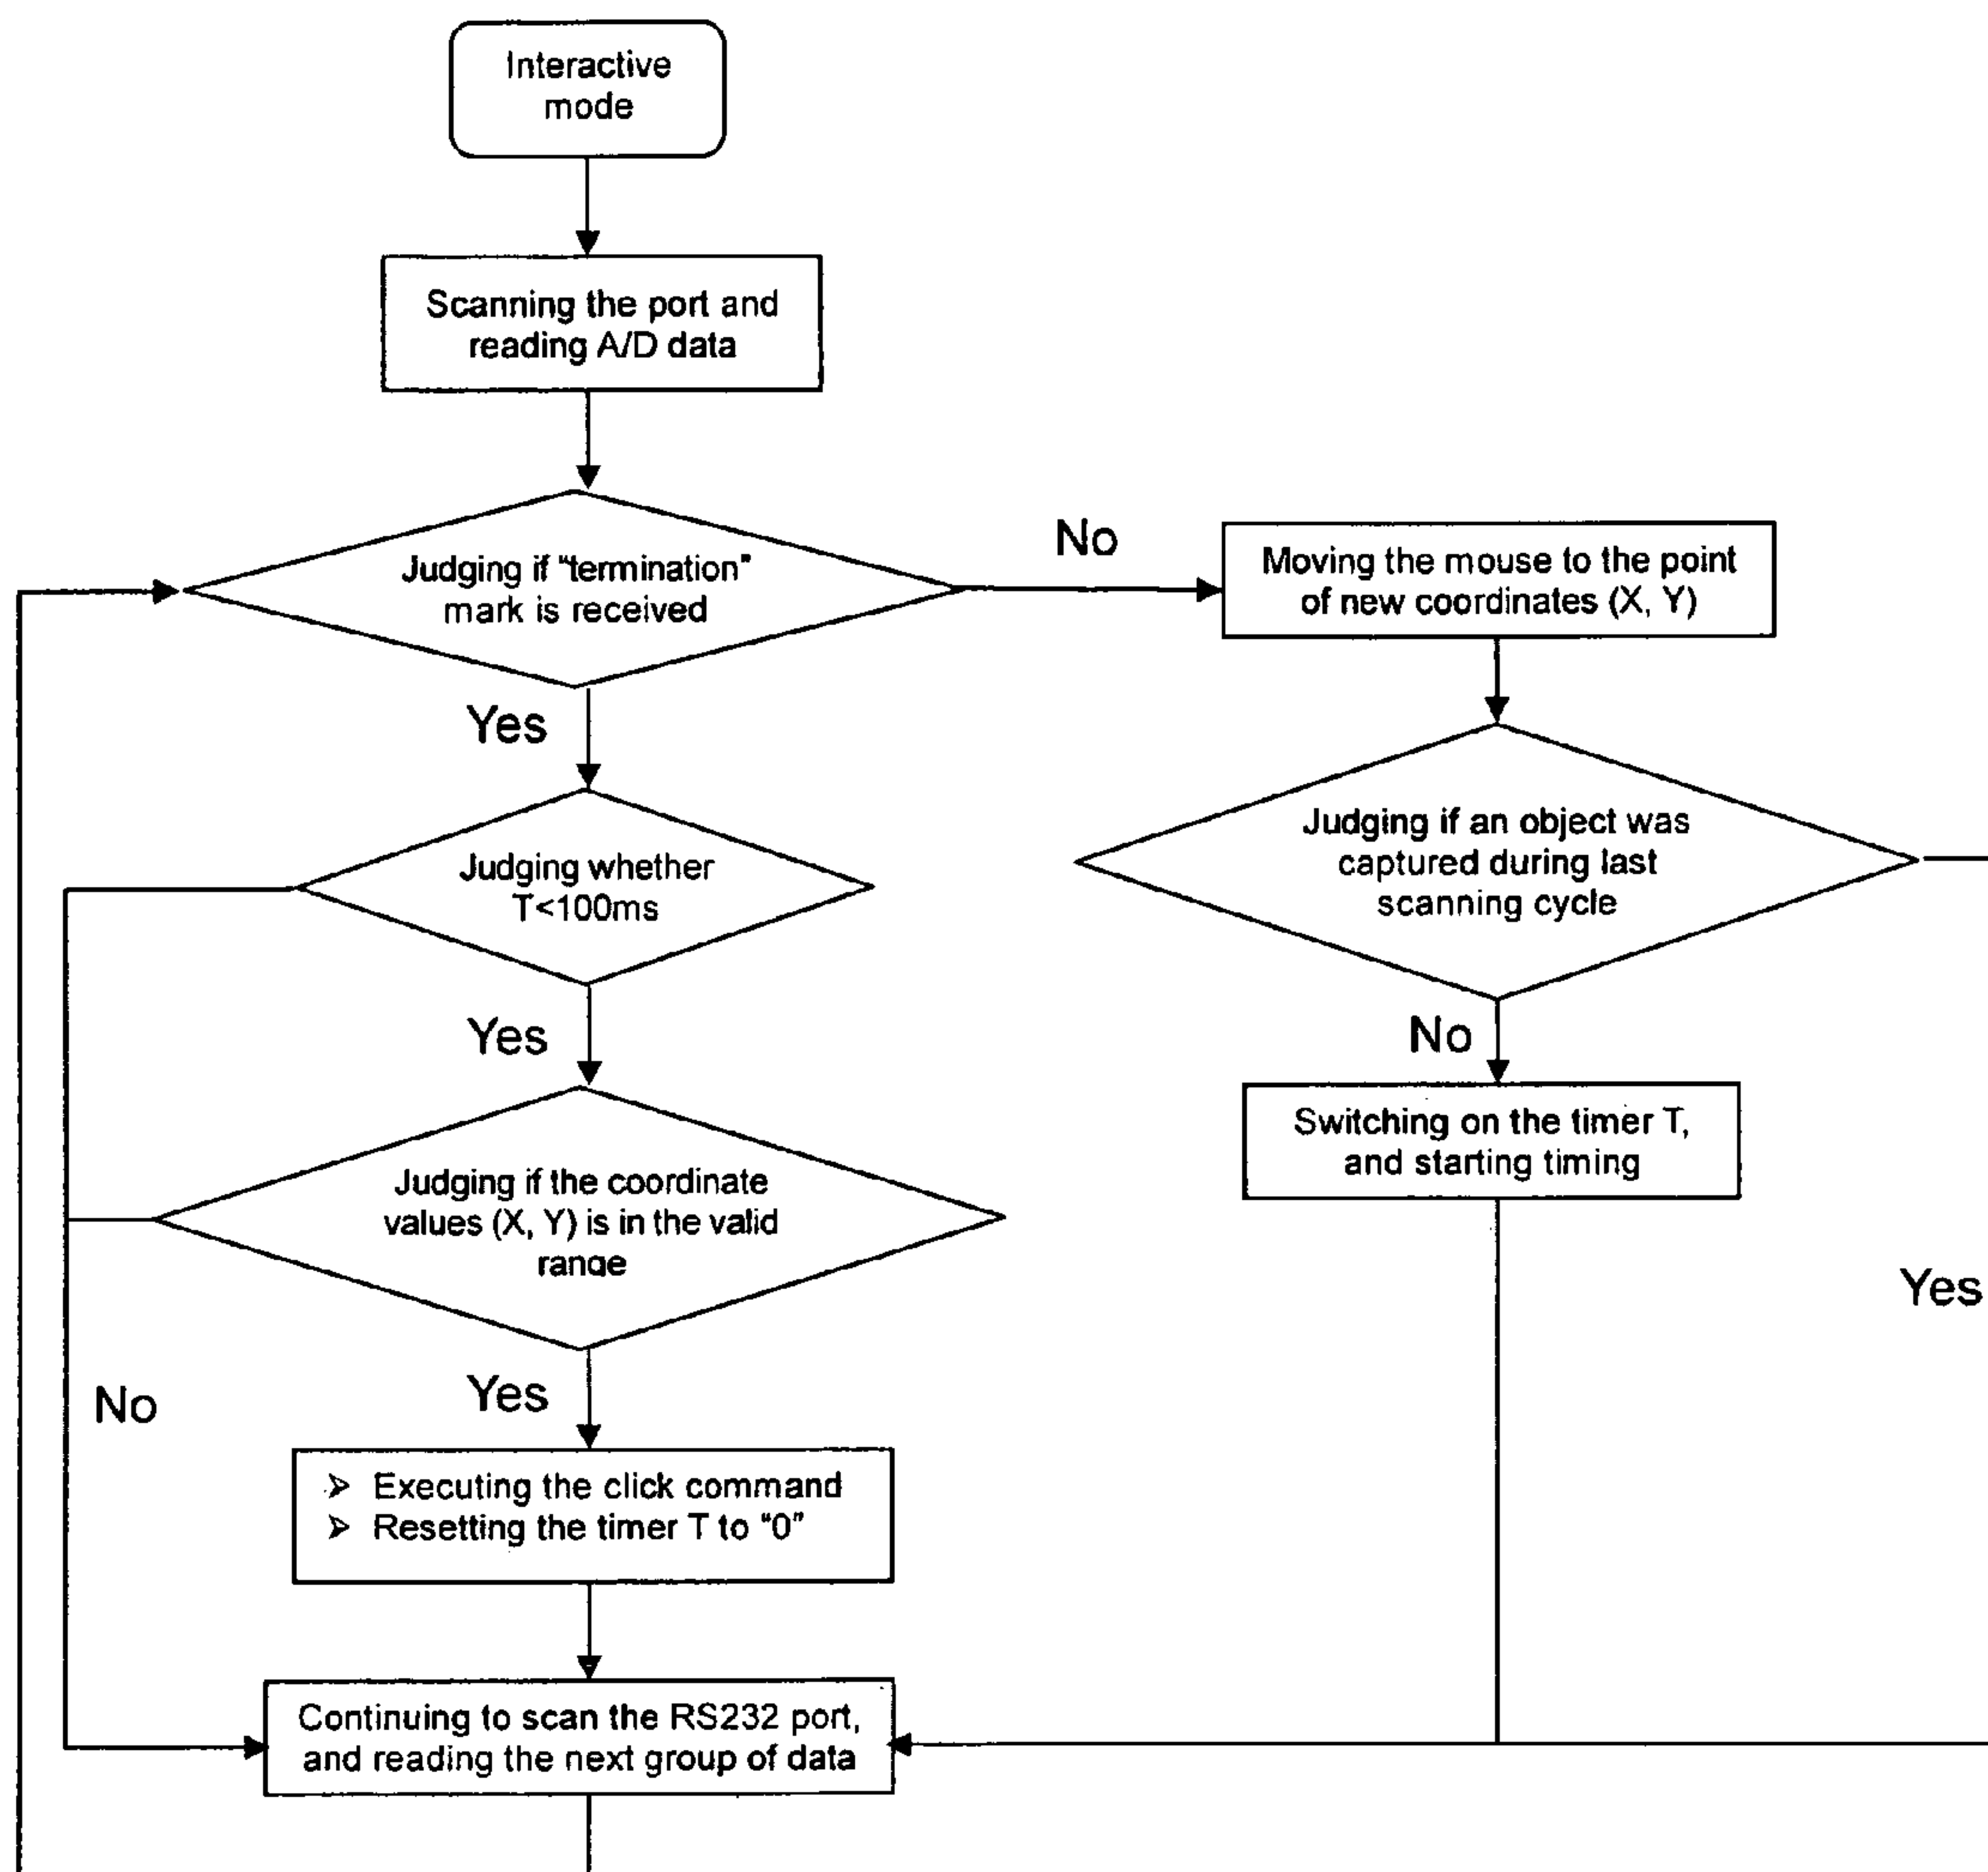 Interactive
mode
Scanning the port and
reading A/D data
Judging if "termination"
mark is received
No
Moving the mouse to the point
of new coordinates (X, Y)
Yes
Judging whether
T<100ms
Judging if an object was
captured during last
scanning cycle
Yes
No
Switching on the timer T,
and starting timing
Judging if the coordinate
values (X, Y) is in the valid
range
Yes
No
Yes
➢ Executing the click command
➢ Resetting the timer T to "0"
Continuing to scan the RS232 port,
and reading the next group of data